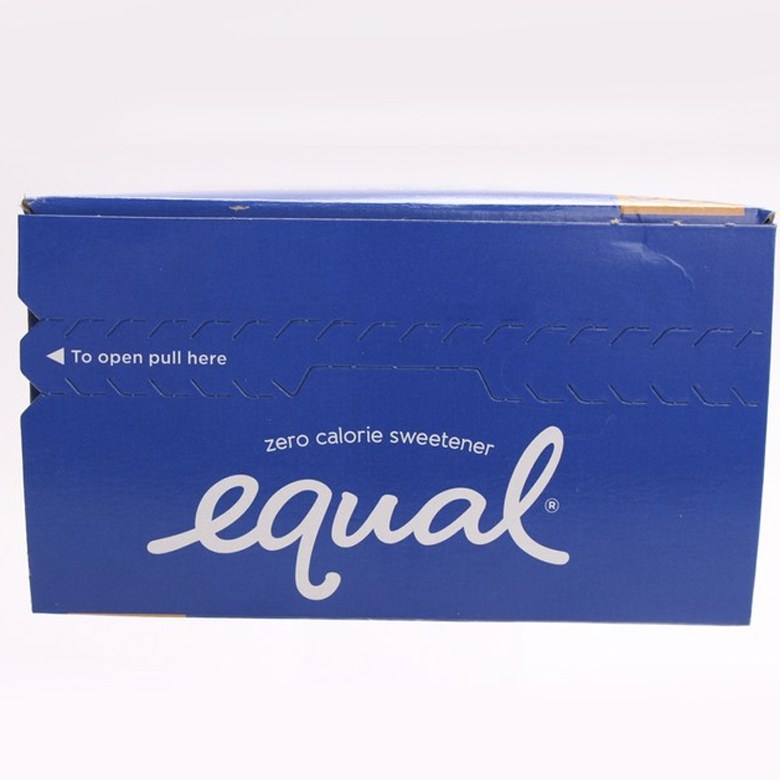 ◀ To open pull here
zero calorie sweetener
equal®